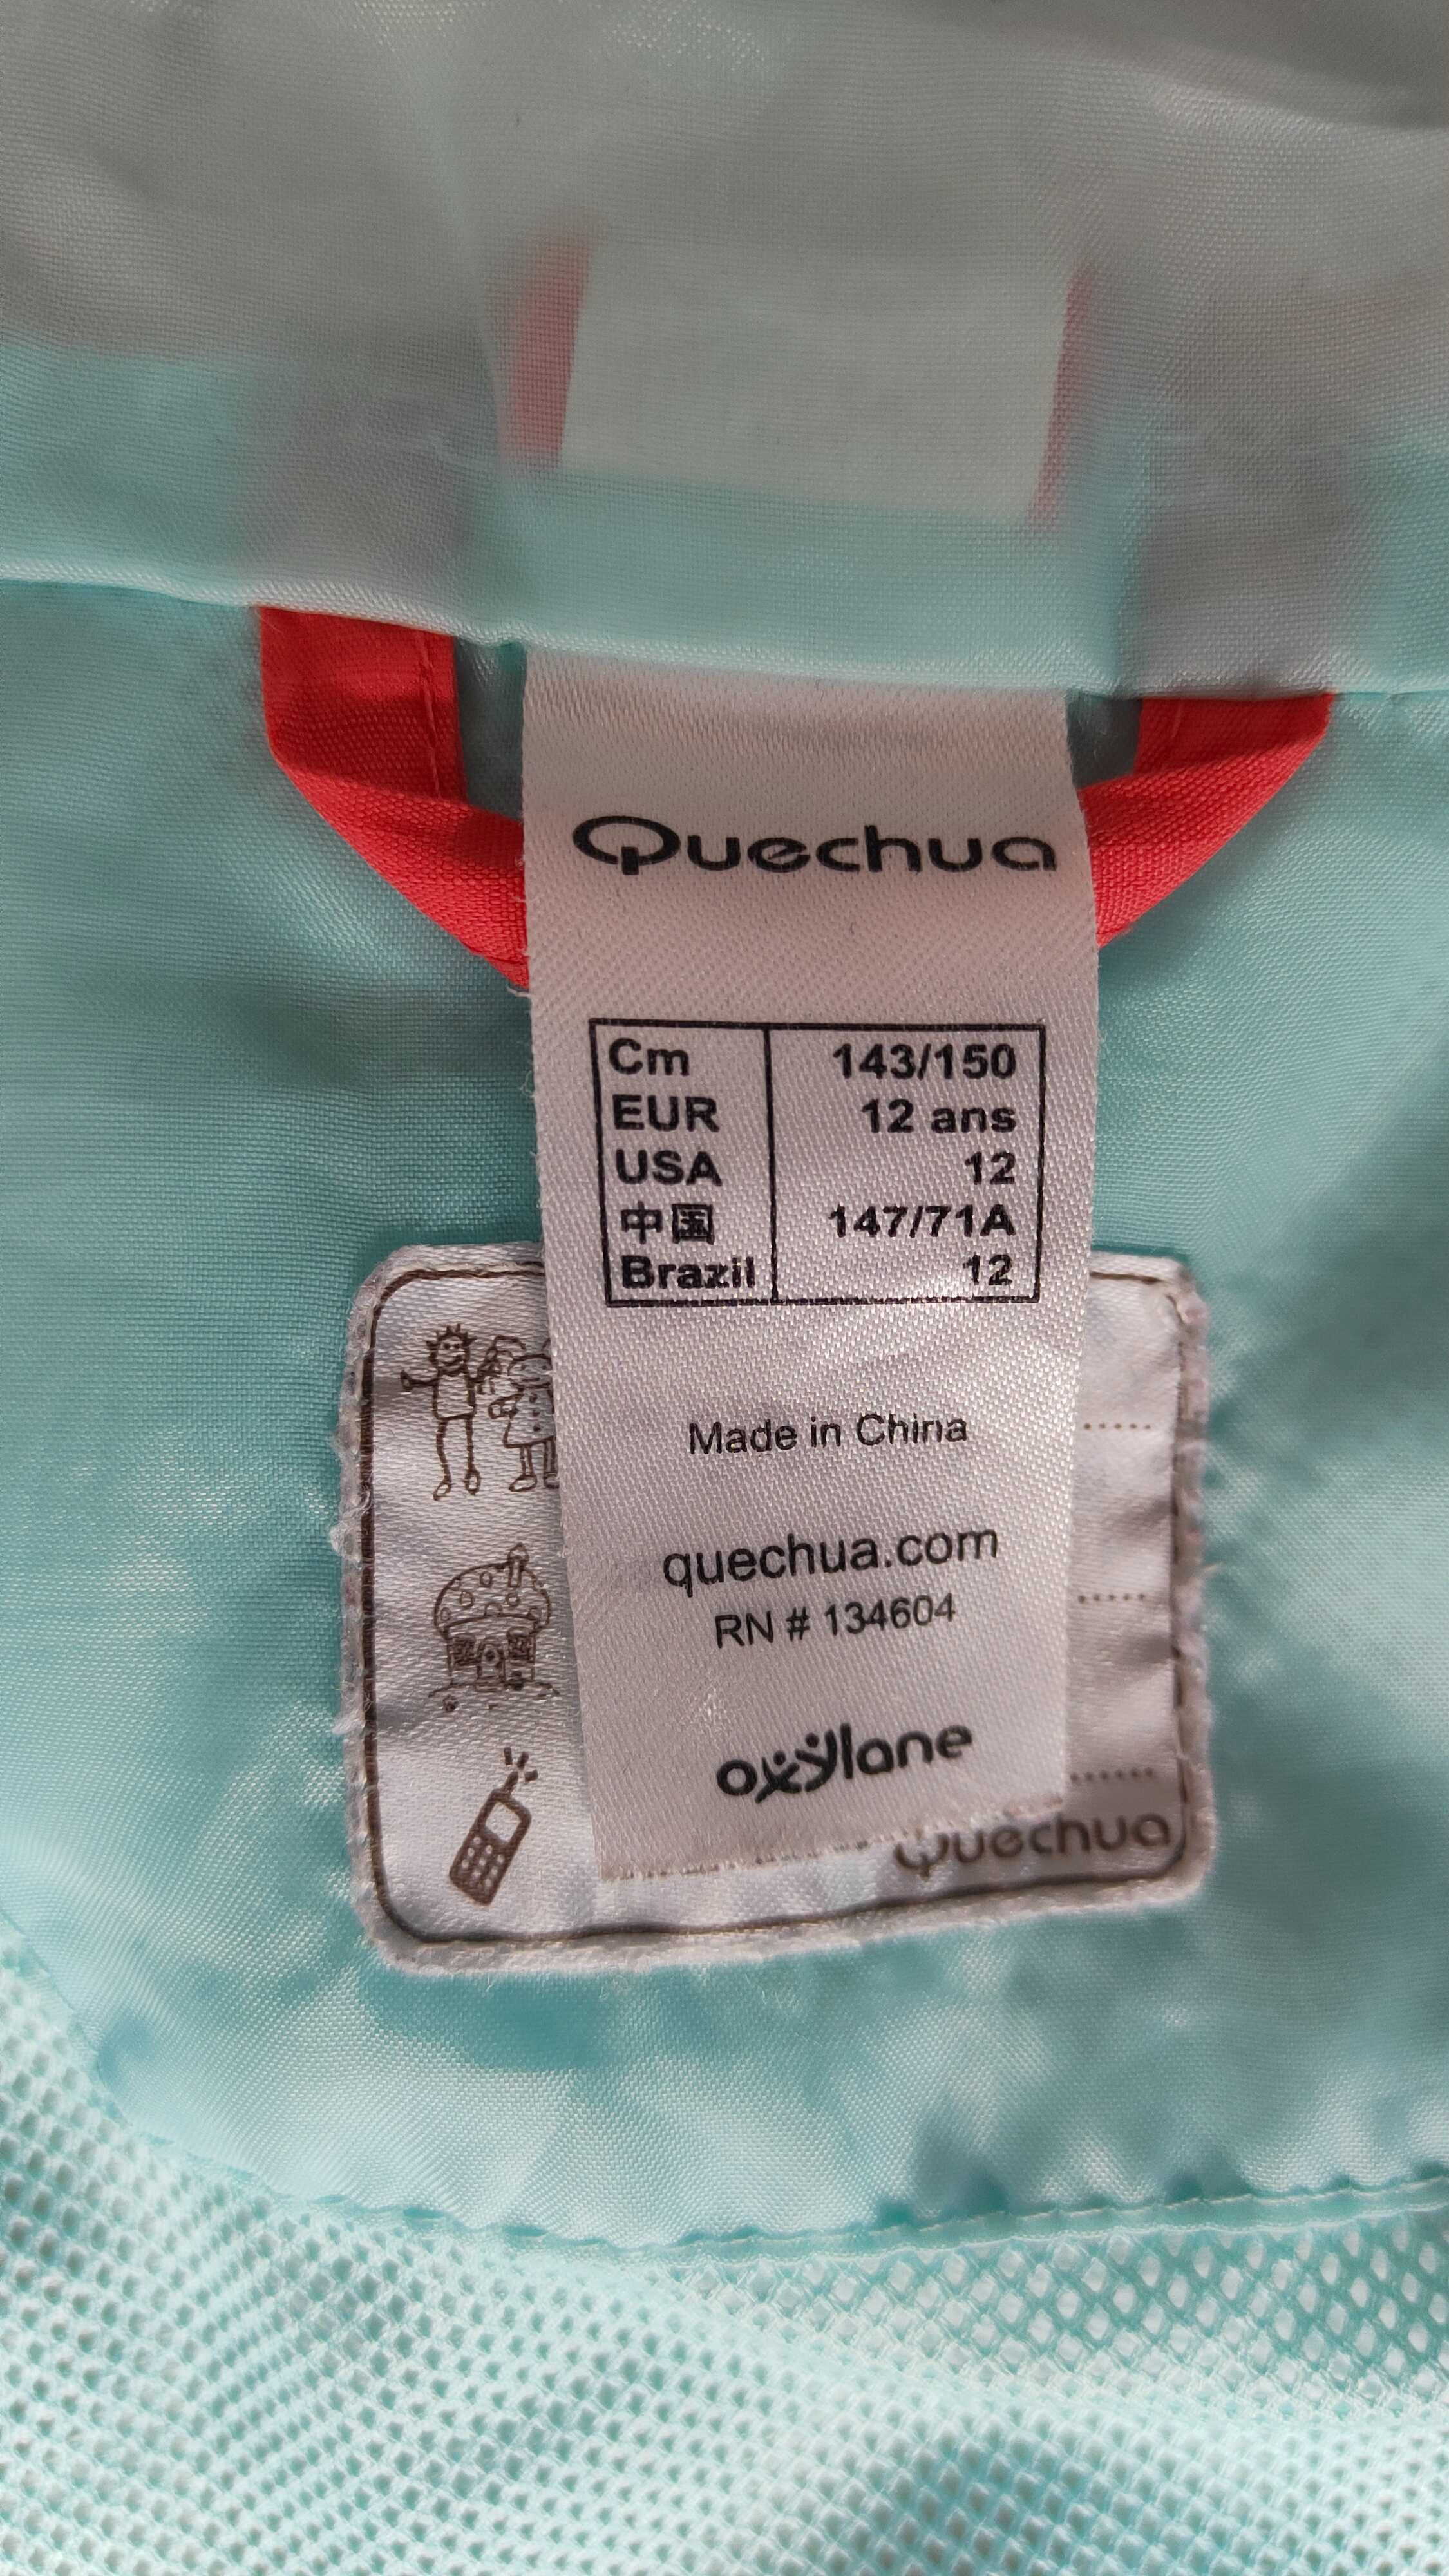 Quechua
Cm 143/150
EUR 12 ans
USA 12
中国 147/71A
Brazil 12
Made in China
quechua.com
RN # 134604
oxylane
Quechua